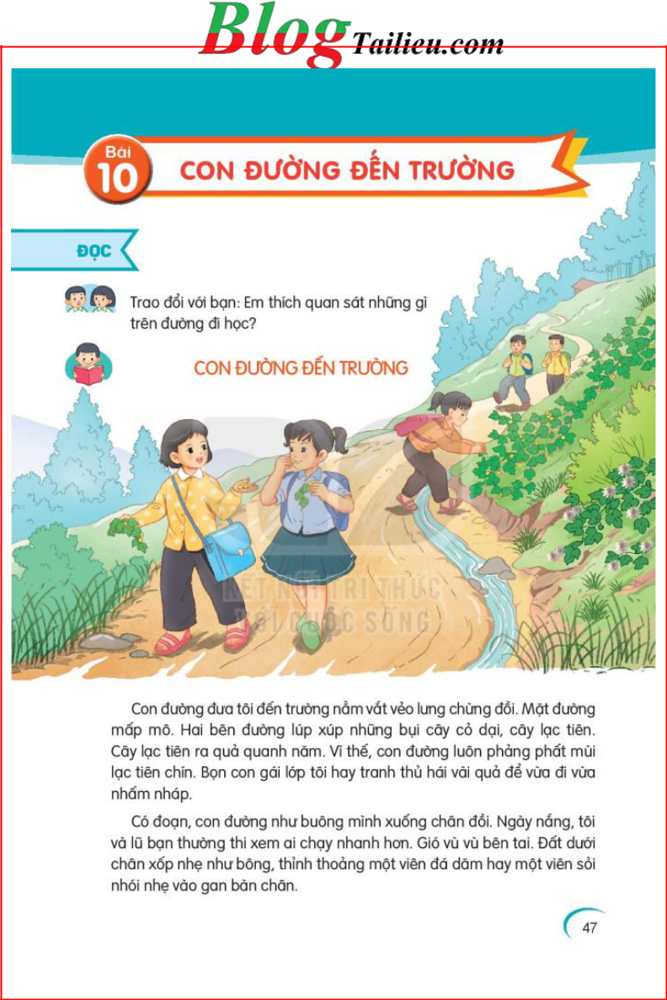 Blog Tailieu.com
Bài
10
CON ĐƯỜNG ĐẾN TRƯỜNG
ĐỌC
Trao đổi với bạn: Em thích quan sát những gì
trên đường đi học?
CON ĐƯỜNG ĐẾN TRƯỜNG
KẾT NỐI TRI THỨC
VỚI CUỘC SỐNG
Con đường đưa tôi đến trường nằm vắt vẻo lưng chừng đồi. Mặt đường
mấp mô. Hai bên đường lúp xúp những bụi cây cỏ dại, cây lạc tiên.
Cây lạc tiên ra quả quanh năm. Vì thế, con đường luôn phảng phất mùi
lạc tiên chín. Bọn con gái lớp tôi hay tranh thủ hái vài quả để vừa đi vừa
nhấm nháp.
Có đoạn, con đường như buông mình xuống chân đồi. Ngày nắng, tôi
và lũ bạn thường thi xem ai chạy nhanh hơn. Gió vù vù bên tai. Đất dưới
chân xốp nhẹ như bông, thỉnh thoảng một viên đá dăm hay một viên sỏi
nhói nhẹ vào gan bàn chân.
47